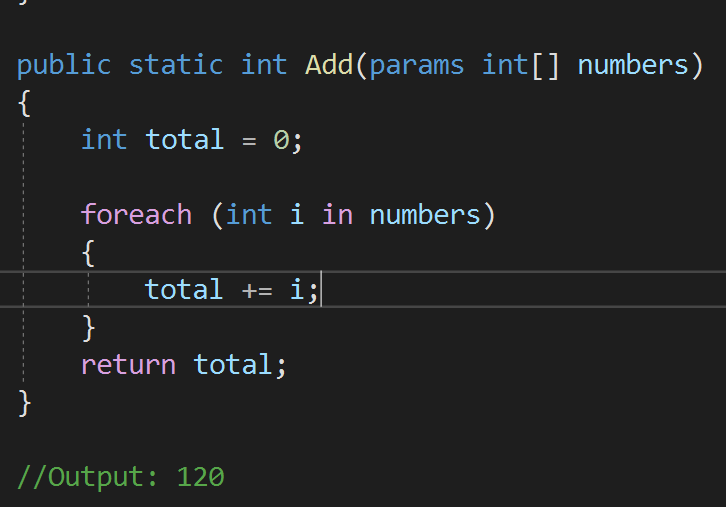 }
public static int Add(params int[] numbers)
{
int total = 0;
foreach (int i in numbers)
{
total += i;
}
return total;
}
//Output: 120